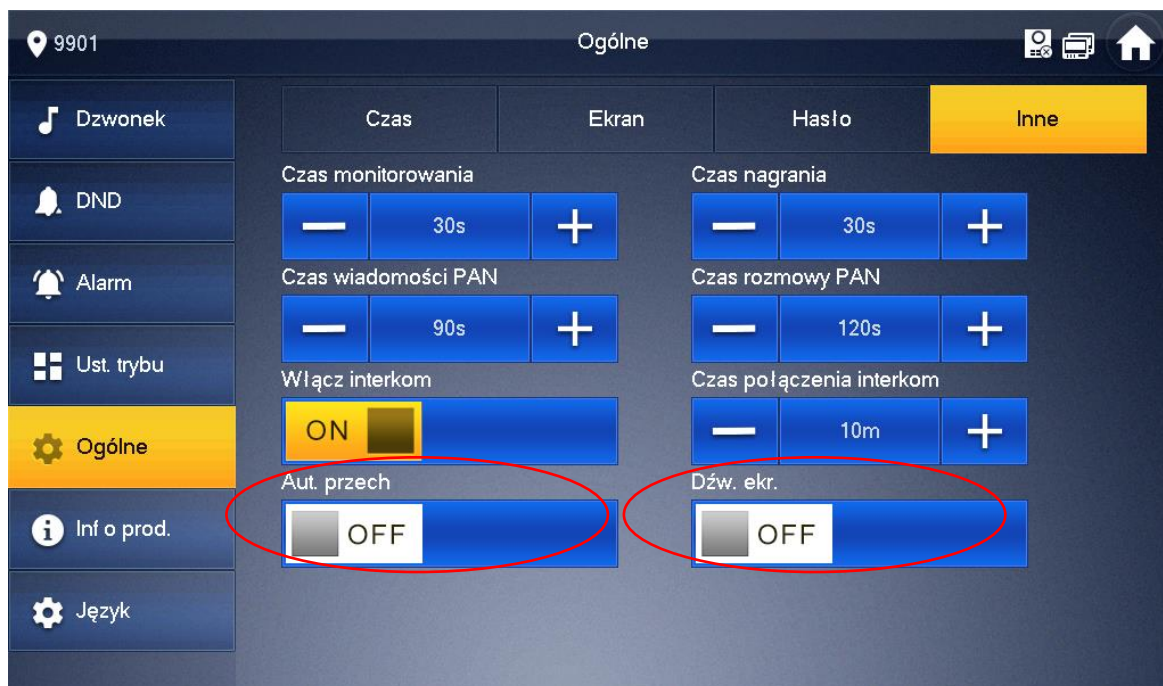 9901
Ogólne
Dzwonek
DND
Alarm
Ust. trybu
Ogólne
Inf o prod.
Język
Czas
Ekran
Hasło
Inne
Czas monitorowania
30s
Czas nagrania
30s
Czas wiadomości PAN
90s
Czas rozmowy PAN
120s
Włącz interkom
ON
Czas połączenia interkom
10m
Aut. przech
OFF
Dźw. ekr.
OFF